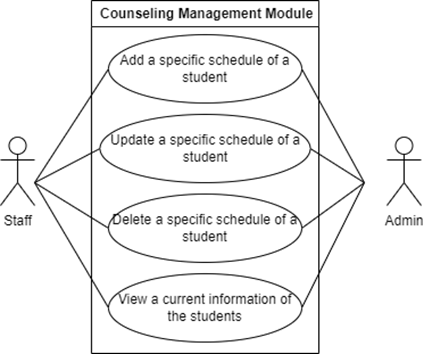 Counseling Management Module
Add a specific schedule of a
student
Update a specific schedule of a
student
Staff
Admin
Delete a specific schedule of a
student
View a current information of
the students